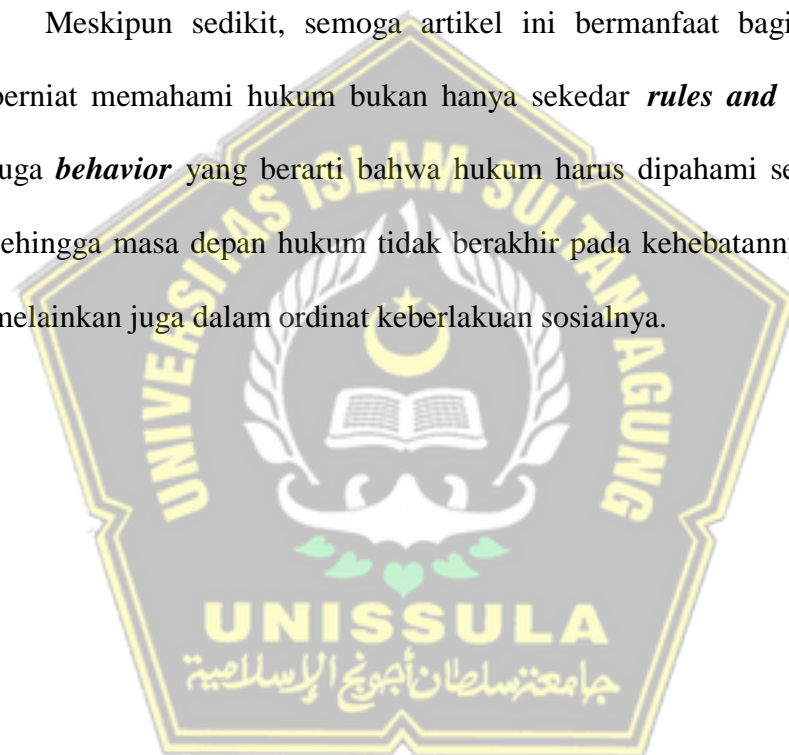 Meskipun sedikit, semoga artikel ini bermanfaat bagi
berniat memahami hukum bukan hanya sekedar rules and
uga behavior yang berarti bahwa hukum harus dipahami se
ehingga masa depan hukum tidak berakhir pada kehebatanny
melainkan juga dalam ordinat keberlakuan sosialnya.
UNIVERSITAS ISLAM SULTAN AGUNG
UNISSULA
جامعة سلطان أجونج الإسلامية